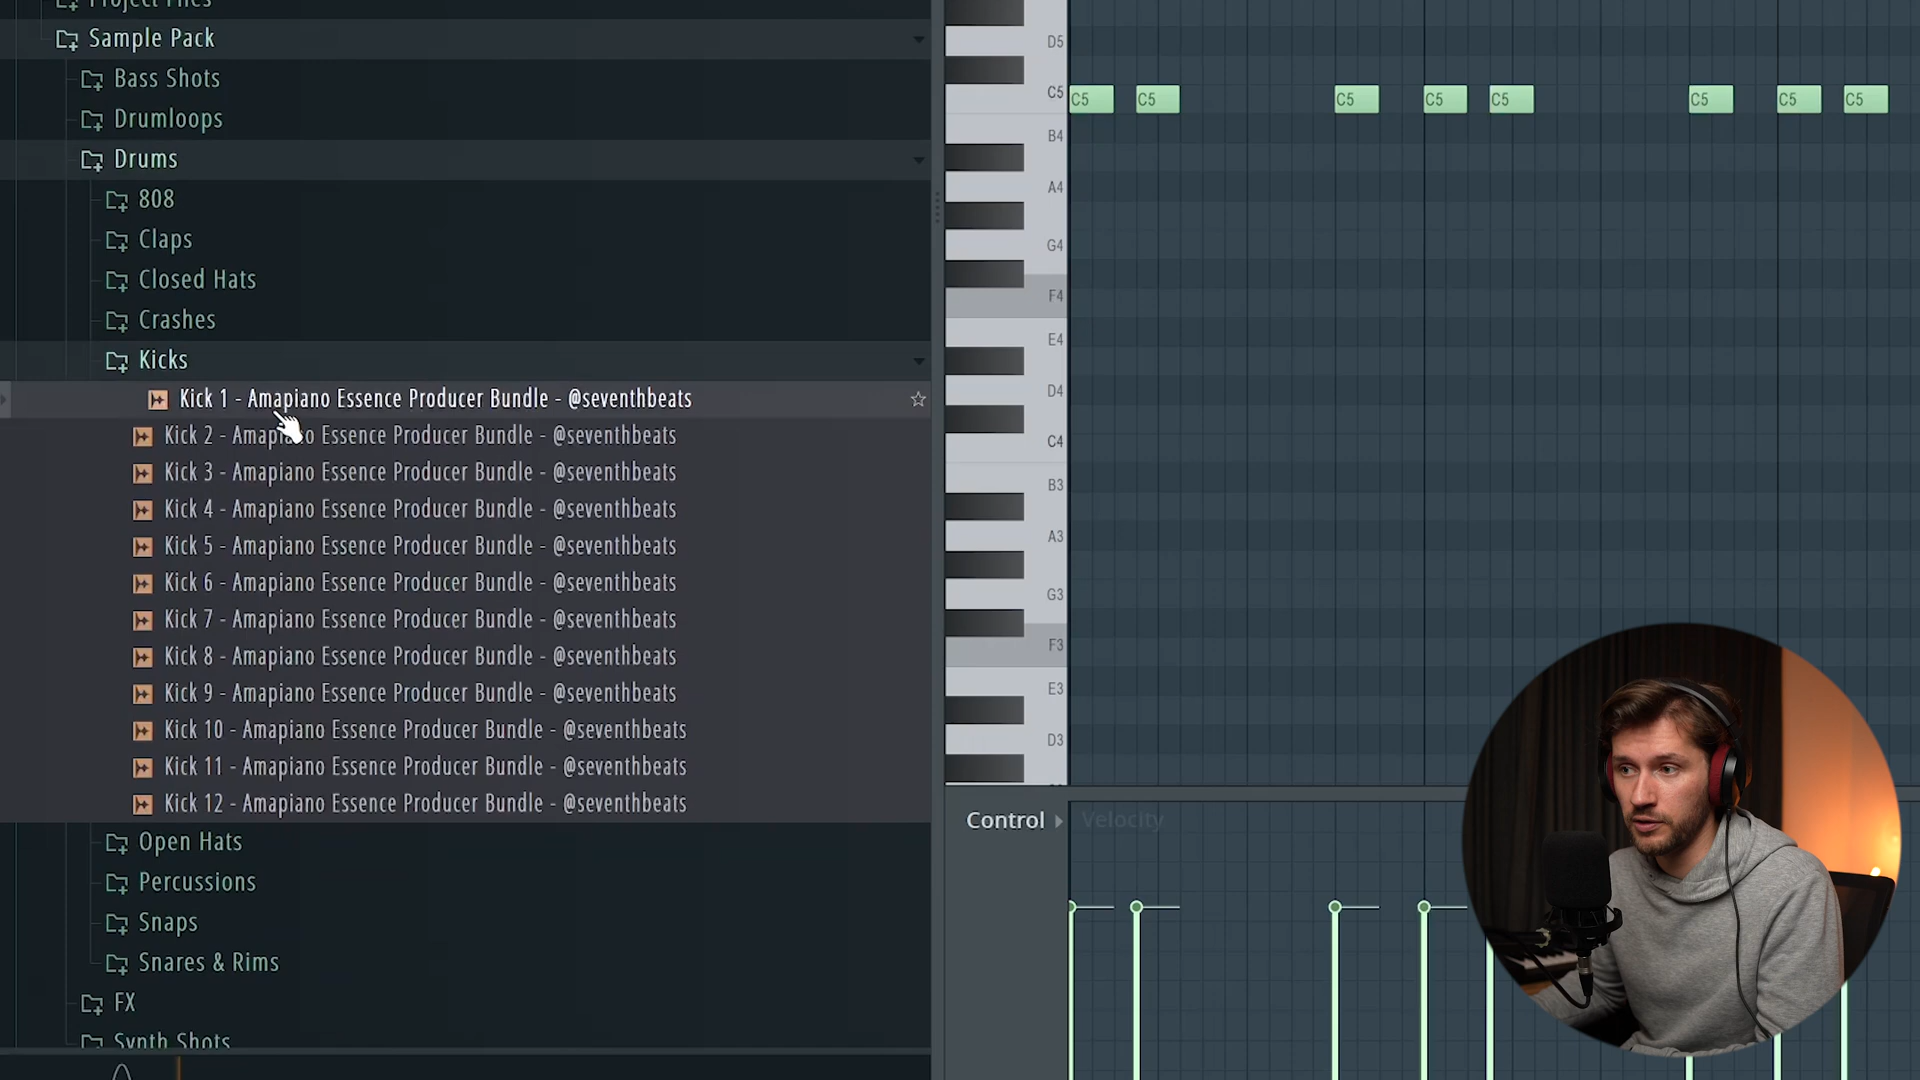 Project Files
Sample Pack
Bass Shots
Drumloops
Drums
808
Claps
Closed Hats
Crashes
Kicks
Kick 1 - Amapiano Essence Producer Bundle - @seventhbeats
Kick 2 - Amapiano Essence Producer Bundle - @seventhbeats
Kick 3 - Amapiano Essence Producer Bundle - @seventhbeats
Kick 4 - Amapiano Essence Producer Bundle - @seventhbeats
Kick 5 - Amapiano Essence Producer Bundle - @seventhbeats
Kick 6 - Amapiano Essence Producer Bundle - @seventhbeats
Kick 7 - Amapiano Essence Producer Bundle - @seventhbeats
Kick 8 - Amapiano Essence Producer Bundle - @seventhbeats
Kick 9 - Amapiano Essence Producer Bundle - @seventhbeats
Kick 10 - Amapiano Essence Producer Bundle - @seventhbeats
Kick 11 - Amapiano Essence Producer Bundle - @seventhbeats
Kick 12 - Amapiano Essence Producer Bundle - @seventhbeats
Open Hats
Percussions
Snaps
Snares & Rims
FX
Synth Shots
D5
C5 C5 C5 C5 C5 C5 C5 C5 C5
B4
A4
G4
F4
E4
D4
C4
B3
A3
G3
F3
E3
D3
Control Velocity